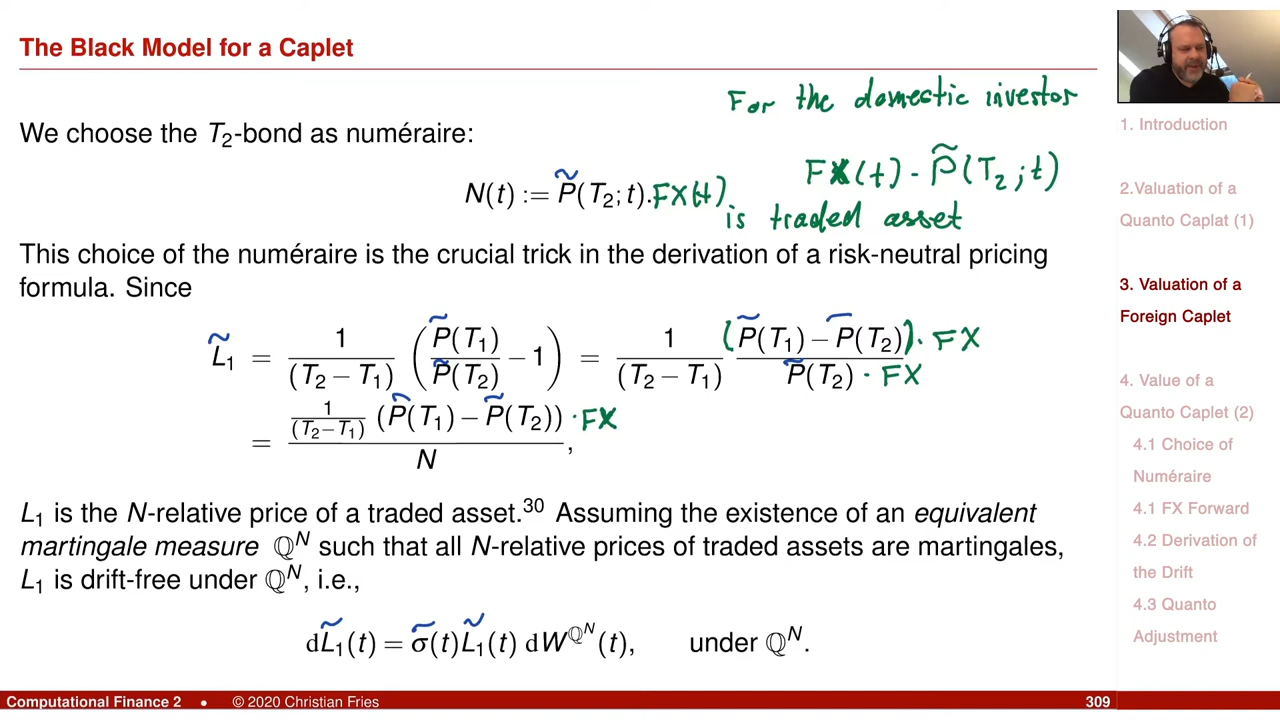 The Black Model for a Caplet
For the domestic investor
We choose the T₂-bond as numéraire:
FX(t) · P̃(T₂;t)
N(t) := P̃(T₂;t).FX(t)
is traded asset
This choice of the numéraire is the crucial trick in the derivation of a risk-neutral pricing
formula. Since
L̃₁ = 1/(T₂ − T₁) (P̃(T₁)/P̃(T₂) − 1) = 1/(T₂ − T₁) (P̃(T₁) − P̃(T₂)) · FX / P̃(T₂) · FX
= 1/(T₂−T₁) (P̃(T₁) − P̃(T₂)) · FX / N,
L₁ is the N-relative price of a traded asset.³⁰ Assuming the existence of an equivalent
martingale measure ℚᴺ such that all N-relative prices of traded assets are martingales,
L₁ is drift-free under ℚᴺ, i.e.,
dL̃₁(t) = σ̃(t)L̃₁(t) dW^ℚᴺ(t), under ℚᴺ.
1. Introduction
2.Valuation of a
Quanto Caplat (1)
3. Valuation of a
Foreign Caplet
4. Value of a
Quanto Caplet (2)
4.1 Choice of
Numéraire
4.1 FX Forward
4.2 Derivation of
the Drift
4.3 Quanto
Adjustment
Computational Finance 2 • © 2020 Christian Fries 309